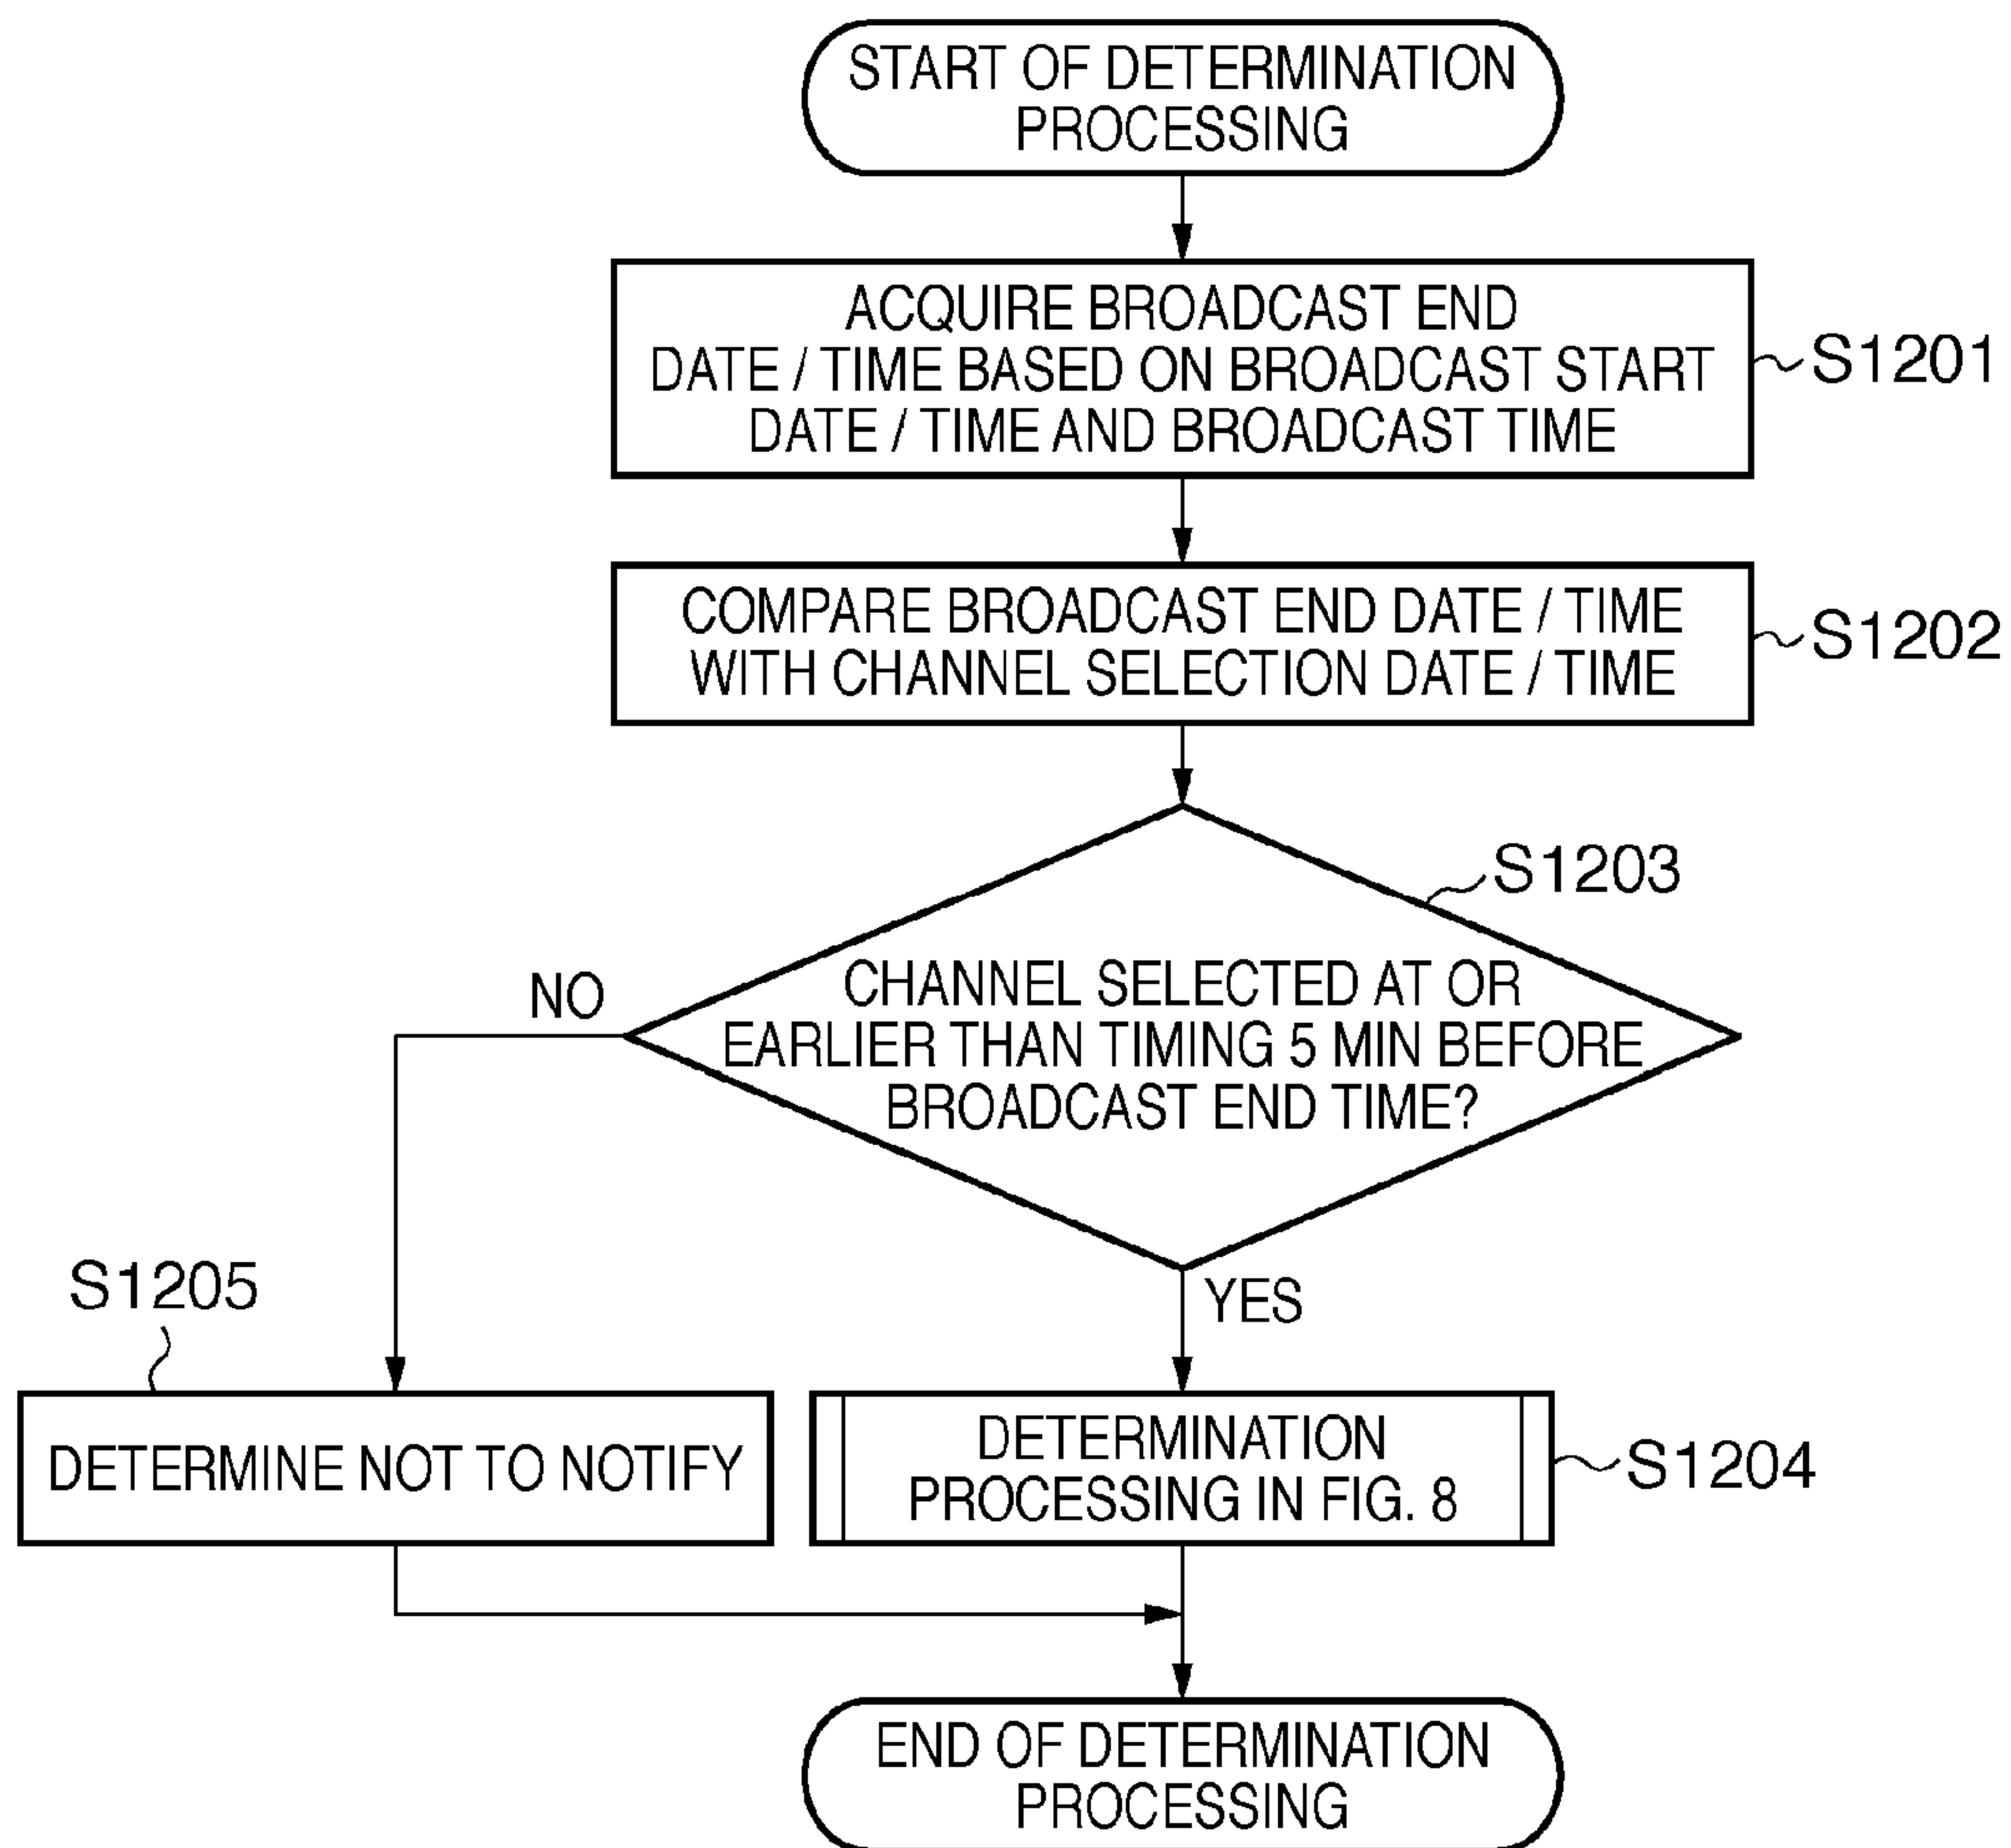 START OF DETERMINATION
PROCESSING
ACQUIRE BROADCAST END
DATE / TIME BASED ON BROADCAST START
DATE / TIME AND BROADCAST TIME
S1201
COMPARE BROADCAST END DATE / TIME
WITH CHANNEL SELECTION DATE / TIME
S1202
S1203
CHANNEL SELECTED AT OR
EARLIER THAN TIMING 5 MIN BEFORE
BROADCAST END TIME?
NO
YES
S1205
DETERMINE NOT TO NOTIFY
DETERMINATION
PROCESSING IN FIG. 8
S1204
END OF DETERMINATION
PROCESSING